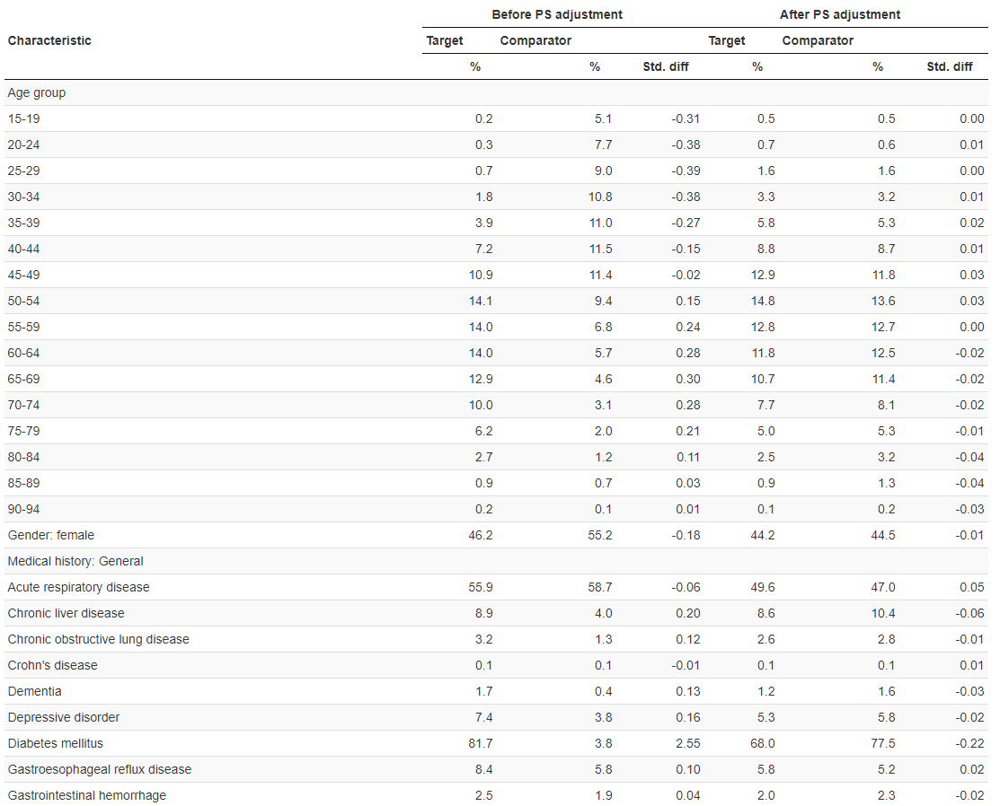 Before PS adjustment After PS adjustment
Characteristic Target Comparator Target Comparator
% % Std. diff % % Std. diff
Age group
15-19 0.2 5.1 -0.31 0.5 0.5 0.00
20-24 0.3 7.7 -0.38 0.7 0.6 0.01
25-29 0.7 9.0 -0.39 1.6 1.6 0.00
30-34 1.8 10.8 -0.38 3.3 3.2 0.01
35-39 3.9 11.0 -0.27 5.8 5.3 0.02
40-44 7.2 11.5 -0.15 8.8 8.7 0.01
45-49 10.9 11.4 -0.02 12.9 11.8 0.03
50-54 14.1 9.4 0.15 14.8 13.6 0.03
55-59 14.0 6.8 0.24 12.8 12.7 0.00
60-64 14.0 5.7 0.28 11.8 12.5 -0.02
65-69 12.9 4.6 0.30 10.7 11.4 -0.02
70-74 10.0 3.1 0.28 7.7 8.1 -0.02
75-79 6.2 2.0 0.21 5.0 5.3 -0.01
80-84 2.7 1.2 0.11 2.5 3.2 -0.04
85-89 0.9 0.7 0.03 0.9 1.3 -0.04
90-94 0.2 0.1 0.01 0.1 0.2 -0.03
Gender: female 46.2 55.2 -0.18 44.2 44.5 -0.01
Medical history: General
Acute respiratory disease 55.9 58.7 -0.06 49.6 47.0 0.05
Chronic liver disease 8.9 4.0 0.20 8.6 10.4 -0.06
Chronic obstructive lung disease 3.2 1.3 0.12 2.6 2.8 -0.01
Crohn's disease 0.1 0.1 -0.01 0.1 0.1 0.01
Dementia 1.7 0.4 0.13 1.2 1.6 -0.03
Depressive disorder 7.4 3.8 0.16 5.3 5.8 -0.02
Diabetes mellitus 81.7 3.8 2.55 68.0 77.5 -0.22
Gastroesophageal reflux disease 8.4 5.8 0.10 5.8 5.2 0.02
Gastrointestinal hemorrhage 2.5 1.9 0.04 2.0 2.3 -0.02